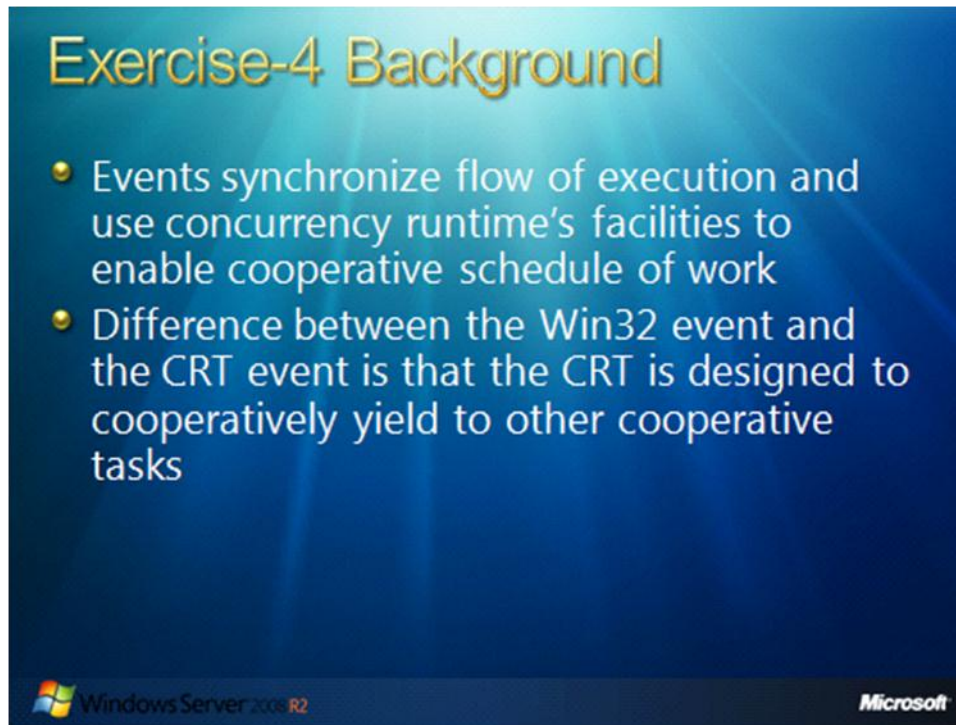 Exercise-4 Background
Events synchronize flow of execution and
use concurrency runtime's facilities to
enable cooperative schedule of work
Difference between the Win32 event and
the CRT event is that the CRT is designed to
cooperatively yield to other cooperative
tasks
Windows Server 2008 R2
Microsoft